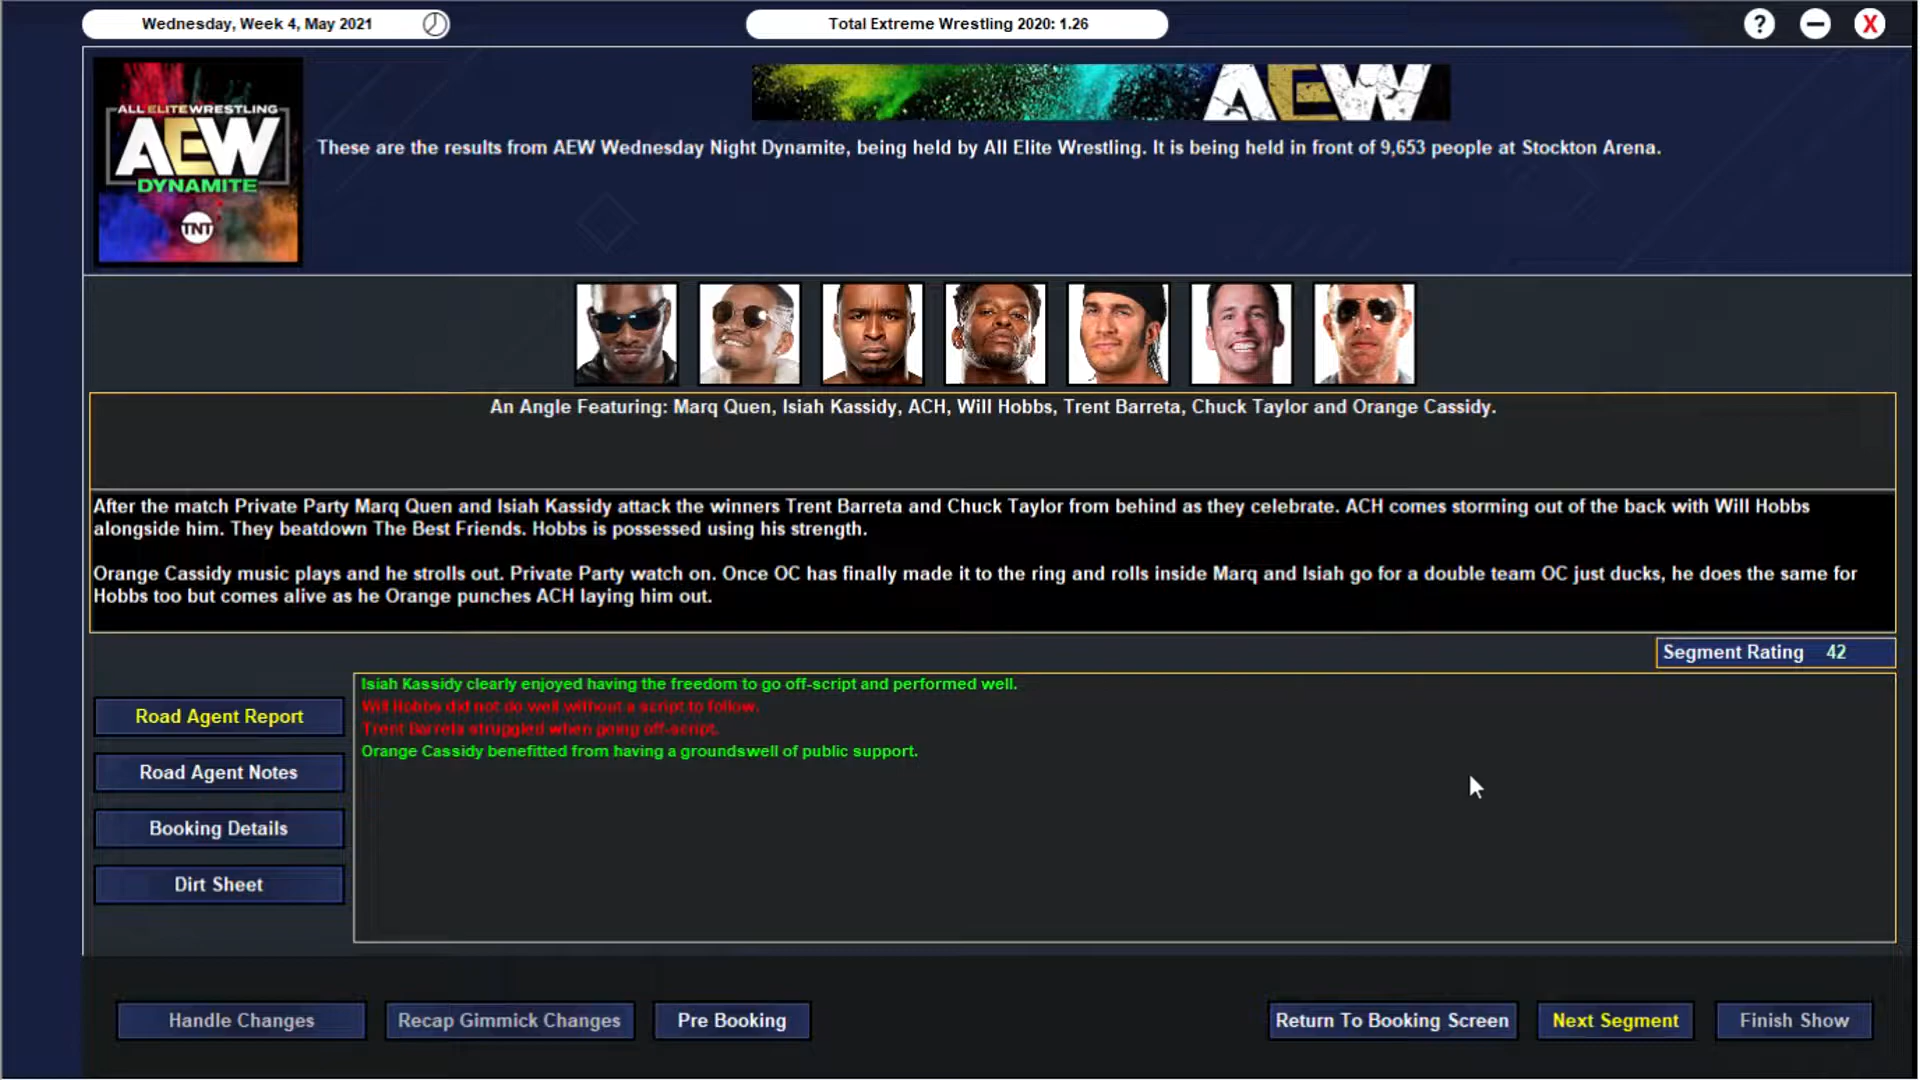 Wednesday, Week 4, May 2021
Total Extreme Wrestling 2020: 1.26
?
X
ALL ELITE WRESTLING
AEW
DYNAMITE
TNT
AEW
These are the results from AEW Wednesday Night Dynamite, being held by All Elite Wrestling. It is being held in front of 9,653 people at Stockton Arena.
An Angle Featuring: Marq Quen, Isiah Kassidy, ACH, Will Hobbs, Trent Barreta, Chuck Taylor and Orange Cassidy.
After the match Private Party Marq Quen and Isiah Kassidy attack the winners Trent Barreta and Chuck Taylor from behind as they celebrate. ACH comes storming out of the back with Will Hobbs
alongside him. They beatdown The Best Friends. Hobbs is possessed using his strength.
Orange Cassidy music plays and he strolls out. Private Party watch on. Once OC has finally made it to the ring and rolls inside Marq and Isiah go for a double team OC just ducks, he does the same for
Hobbs too but comes alive as he Orange punches ACH laying him out.
Segment Rating 42
Isiah Kassidy clearly enjoyed having the freedom to go off-script and performed well.
Will Hobbs did not do well without a script to follow.
Trent Barreta struggled when going off-script.
Orange Cassidy benefitted from having a groundswell of public support.
Road Agent Report
Road Agent Notes
Booking Details
Dirt Sheet
Handle Changes
Recap Gimmick Changes
Pre Booking
Return To Booking Screen
Next Segment
Finish Show